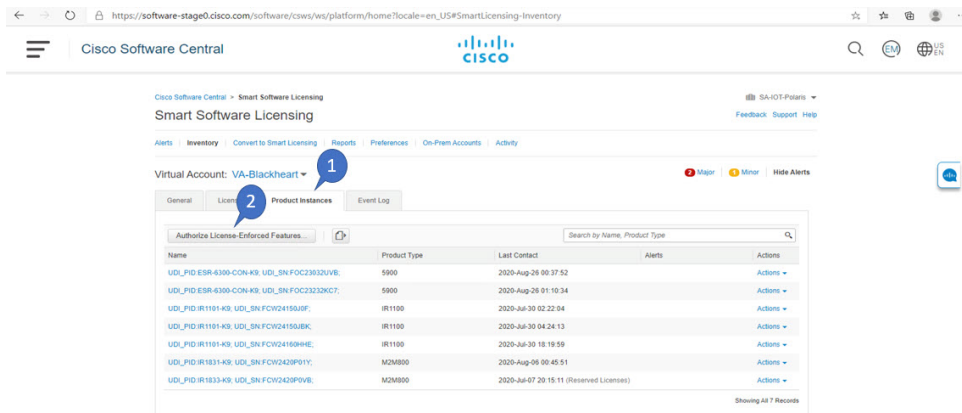 https://software-stage0.cisco.com/software/csws/ws/platform/home?locale=en_US#SmartLicensing-Inventory
Cisco Software Central
CISCO
EM
US
EN
Cisco Software Central > Smart Software Licensing
SA-IOT-Polaris
Smart Software Licensing
Feedback Support Help
Alerts | Inventory | Convert to Smart Licensing | Reports | Preferences | On-Prem Accounts | Activity
1
Virtual Account: VA-Blackheart
2 Major | 1 Minor | Hide Alerts
General
2
Product Instances
Event Log
Authorize License-Enforced Features...
Search by Name, Product Type
Name Product Type Last Contact Alerts Actions
UDI_PID:ESR-6300-CON-K9; UDI_SN:FOC23032UVB; 5900 2020-Aug-26 00:37:52 Actions
UDI_PID:ESR-6300-CON-K9; UDI_SN:FOC23232KC7; 5900 2020-Aug-26 01:10:34 Actions
UDI_PID:IR1101-K9; UDI_SN:FCW24150J0F; IR1100 2020-Jul-30 02:22:04 Actions
UDI_PID:IR1101-K9; UDI_SN:FCW24150JBK; IR1100 2020-Jul-30 04:24:13 Actions
UDI_PID:IR1101-K9; UDI_SN:FCW24160HHE; IR1100 2020-Jul-30 18:19:59 Actions
UDI_PID:IR1831-K9; UDI_SN:FCW2420P01Y; M2M800 2020-Aug-06 00:45:51 Actions
UDI_PID:IR1833-K9; UDI_SN:FCW2420P0VB; M2M800 2020-Jul-07 20:15:11 (Reserved Licenses) Actions
Showing All 7 Records